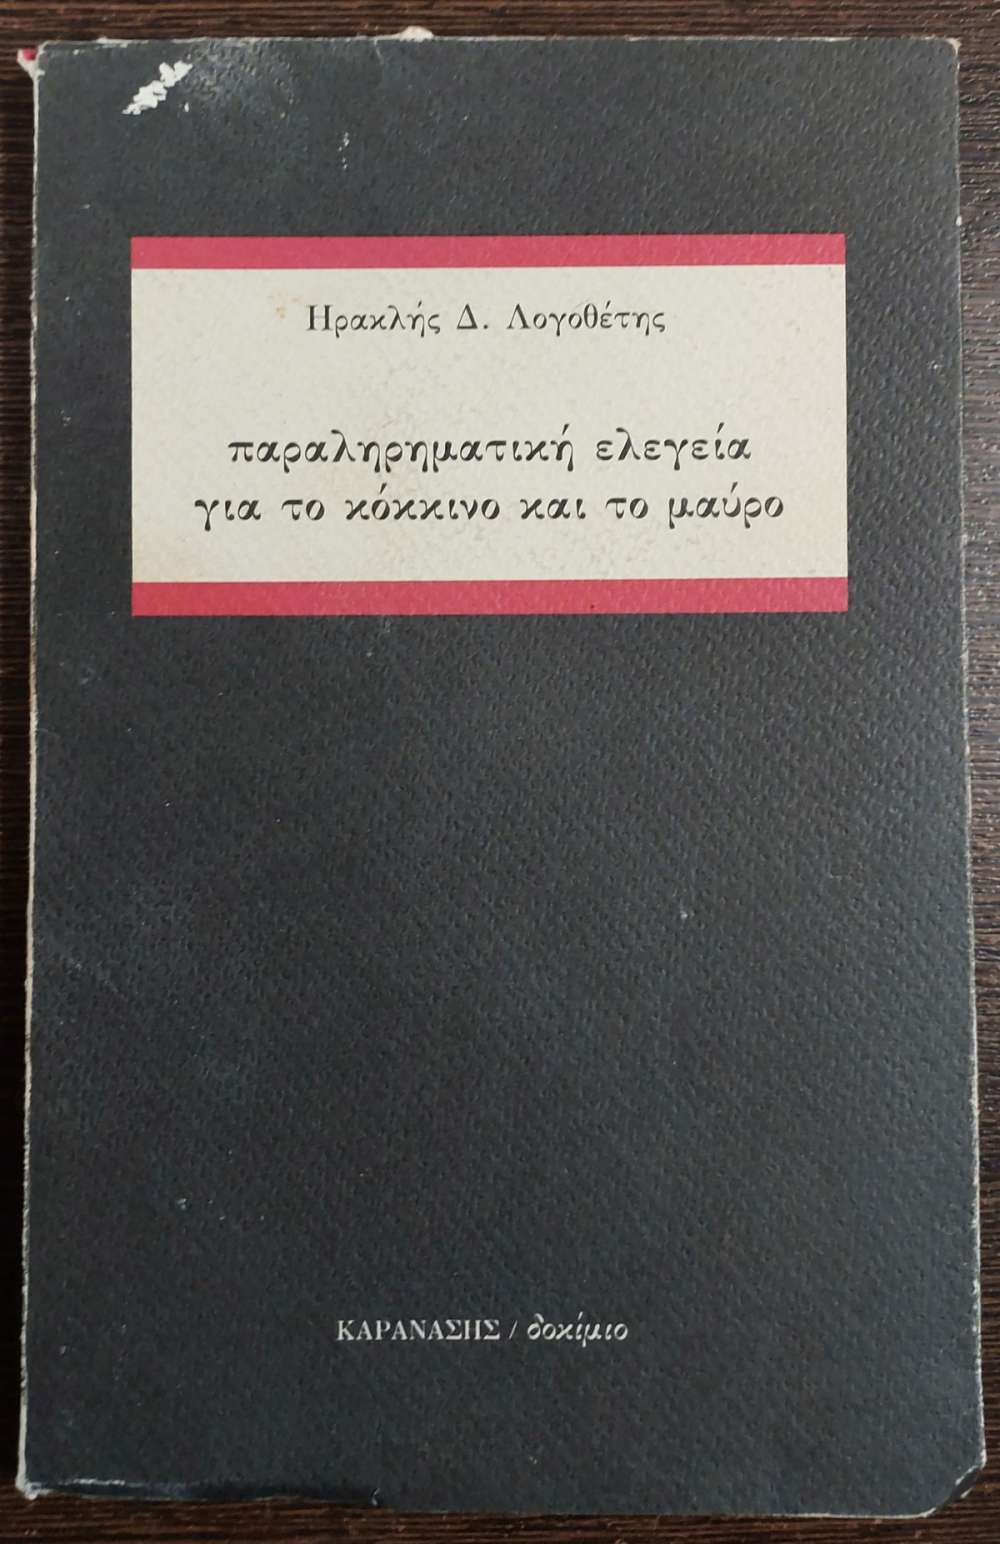 Ηρακλής Δ. Λογοθέτης
παραληρηματική ελεγεία
για το κόκκινο και το μαύρο
ΚΑΡΑΝΑΣΗΣ / δοκίμιο